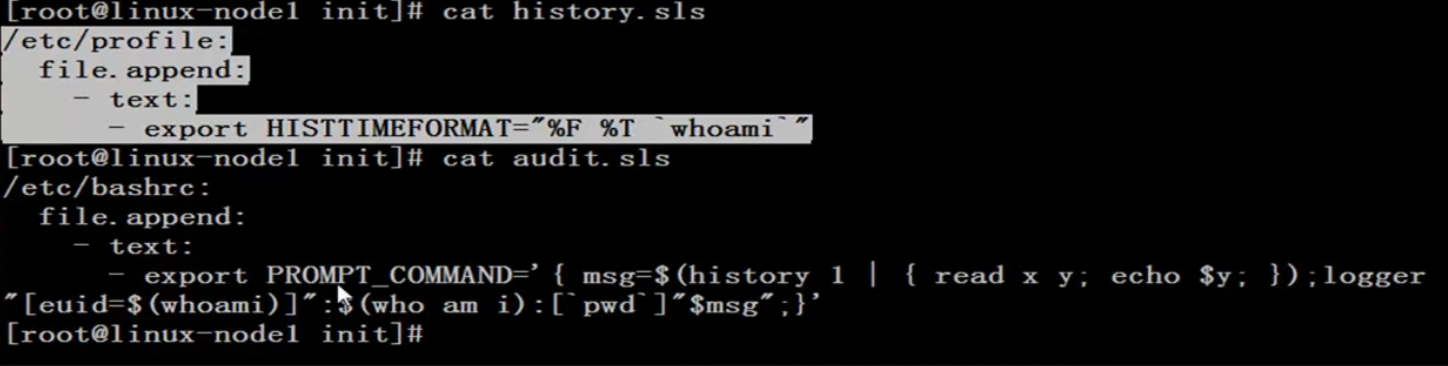 [root@linux-node1 init]# cat history.sls
/etc/profile:
  file.append:
    - text:
      - export HISTTIMEFORMAT="%F %T `whoami`"
[root@linux-node1 init]# cat audit.sls
/etc/bashrc:
  file.append:
    - text:
      - export PROMPT_COMMAND='{ msg=$(history 1 | { read x y; echo $y; });logger
"[euid=$(whoami)]":$(who am i):[`pwd`]"$msg";}'
[root@linux-node1 init]#